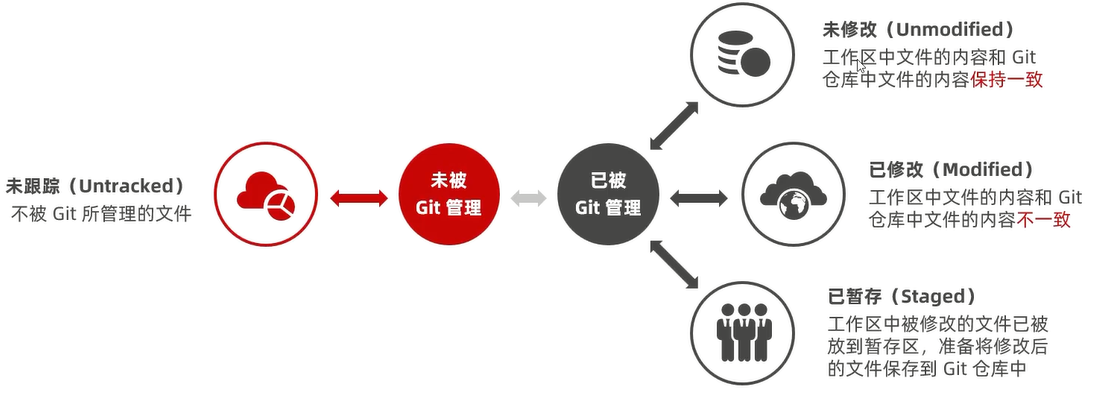 未跟踪（Untracked）
不被 Git 所管理的文件
未被
Git 管理
已被
Git 管理
未修改（Unmodified）
工作区中文件的内容和 Git
仓库中文件的内容保持一致
已修改（Modified）
工作区中文件的内容和 Git
仓库中文件的内容不一致
已暂存（Staged）
工作区中被修改的文件已被
放到暂存区，准备将修改后
的文件保存到 Git 仓库中